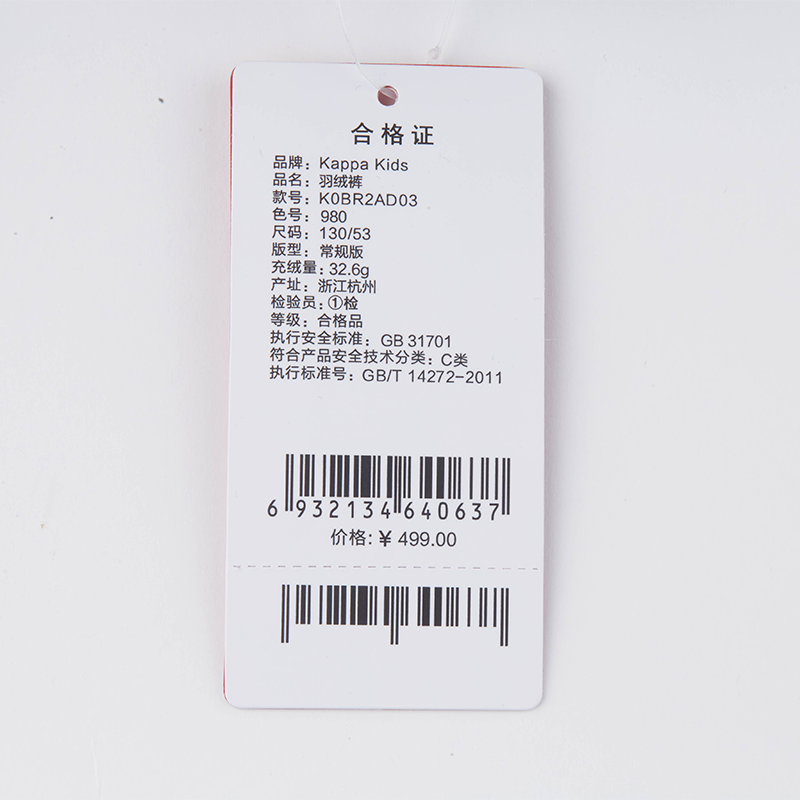 合格证
品牌：Kappa Kids
品名：羽绒裤
款号：K0BR2AD03
色号：980
尺码：130/53
版型：常规版
充绒量：32.6g
产址：浙江杭州
检验员：①检
等级：合格品
执行安全标准：GB 31701
符合产品安全技术分类：C类
执行标准号：GB/T 14272-2011
6 932134 640637
价格:￥499.00